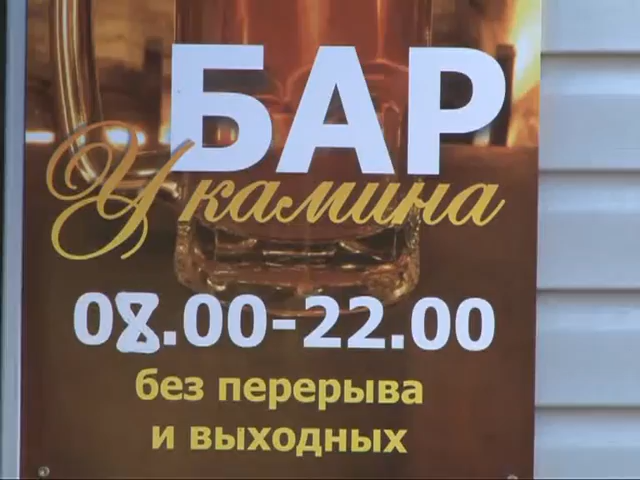 БАР
У камина
08.00-22.00
без перерыва
и выходных